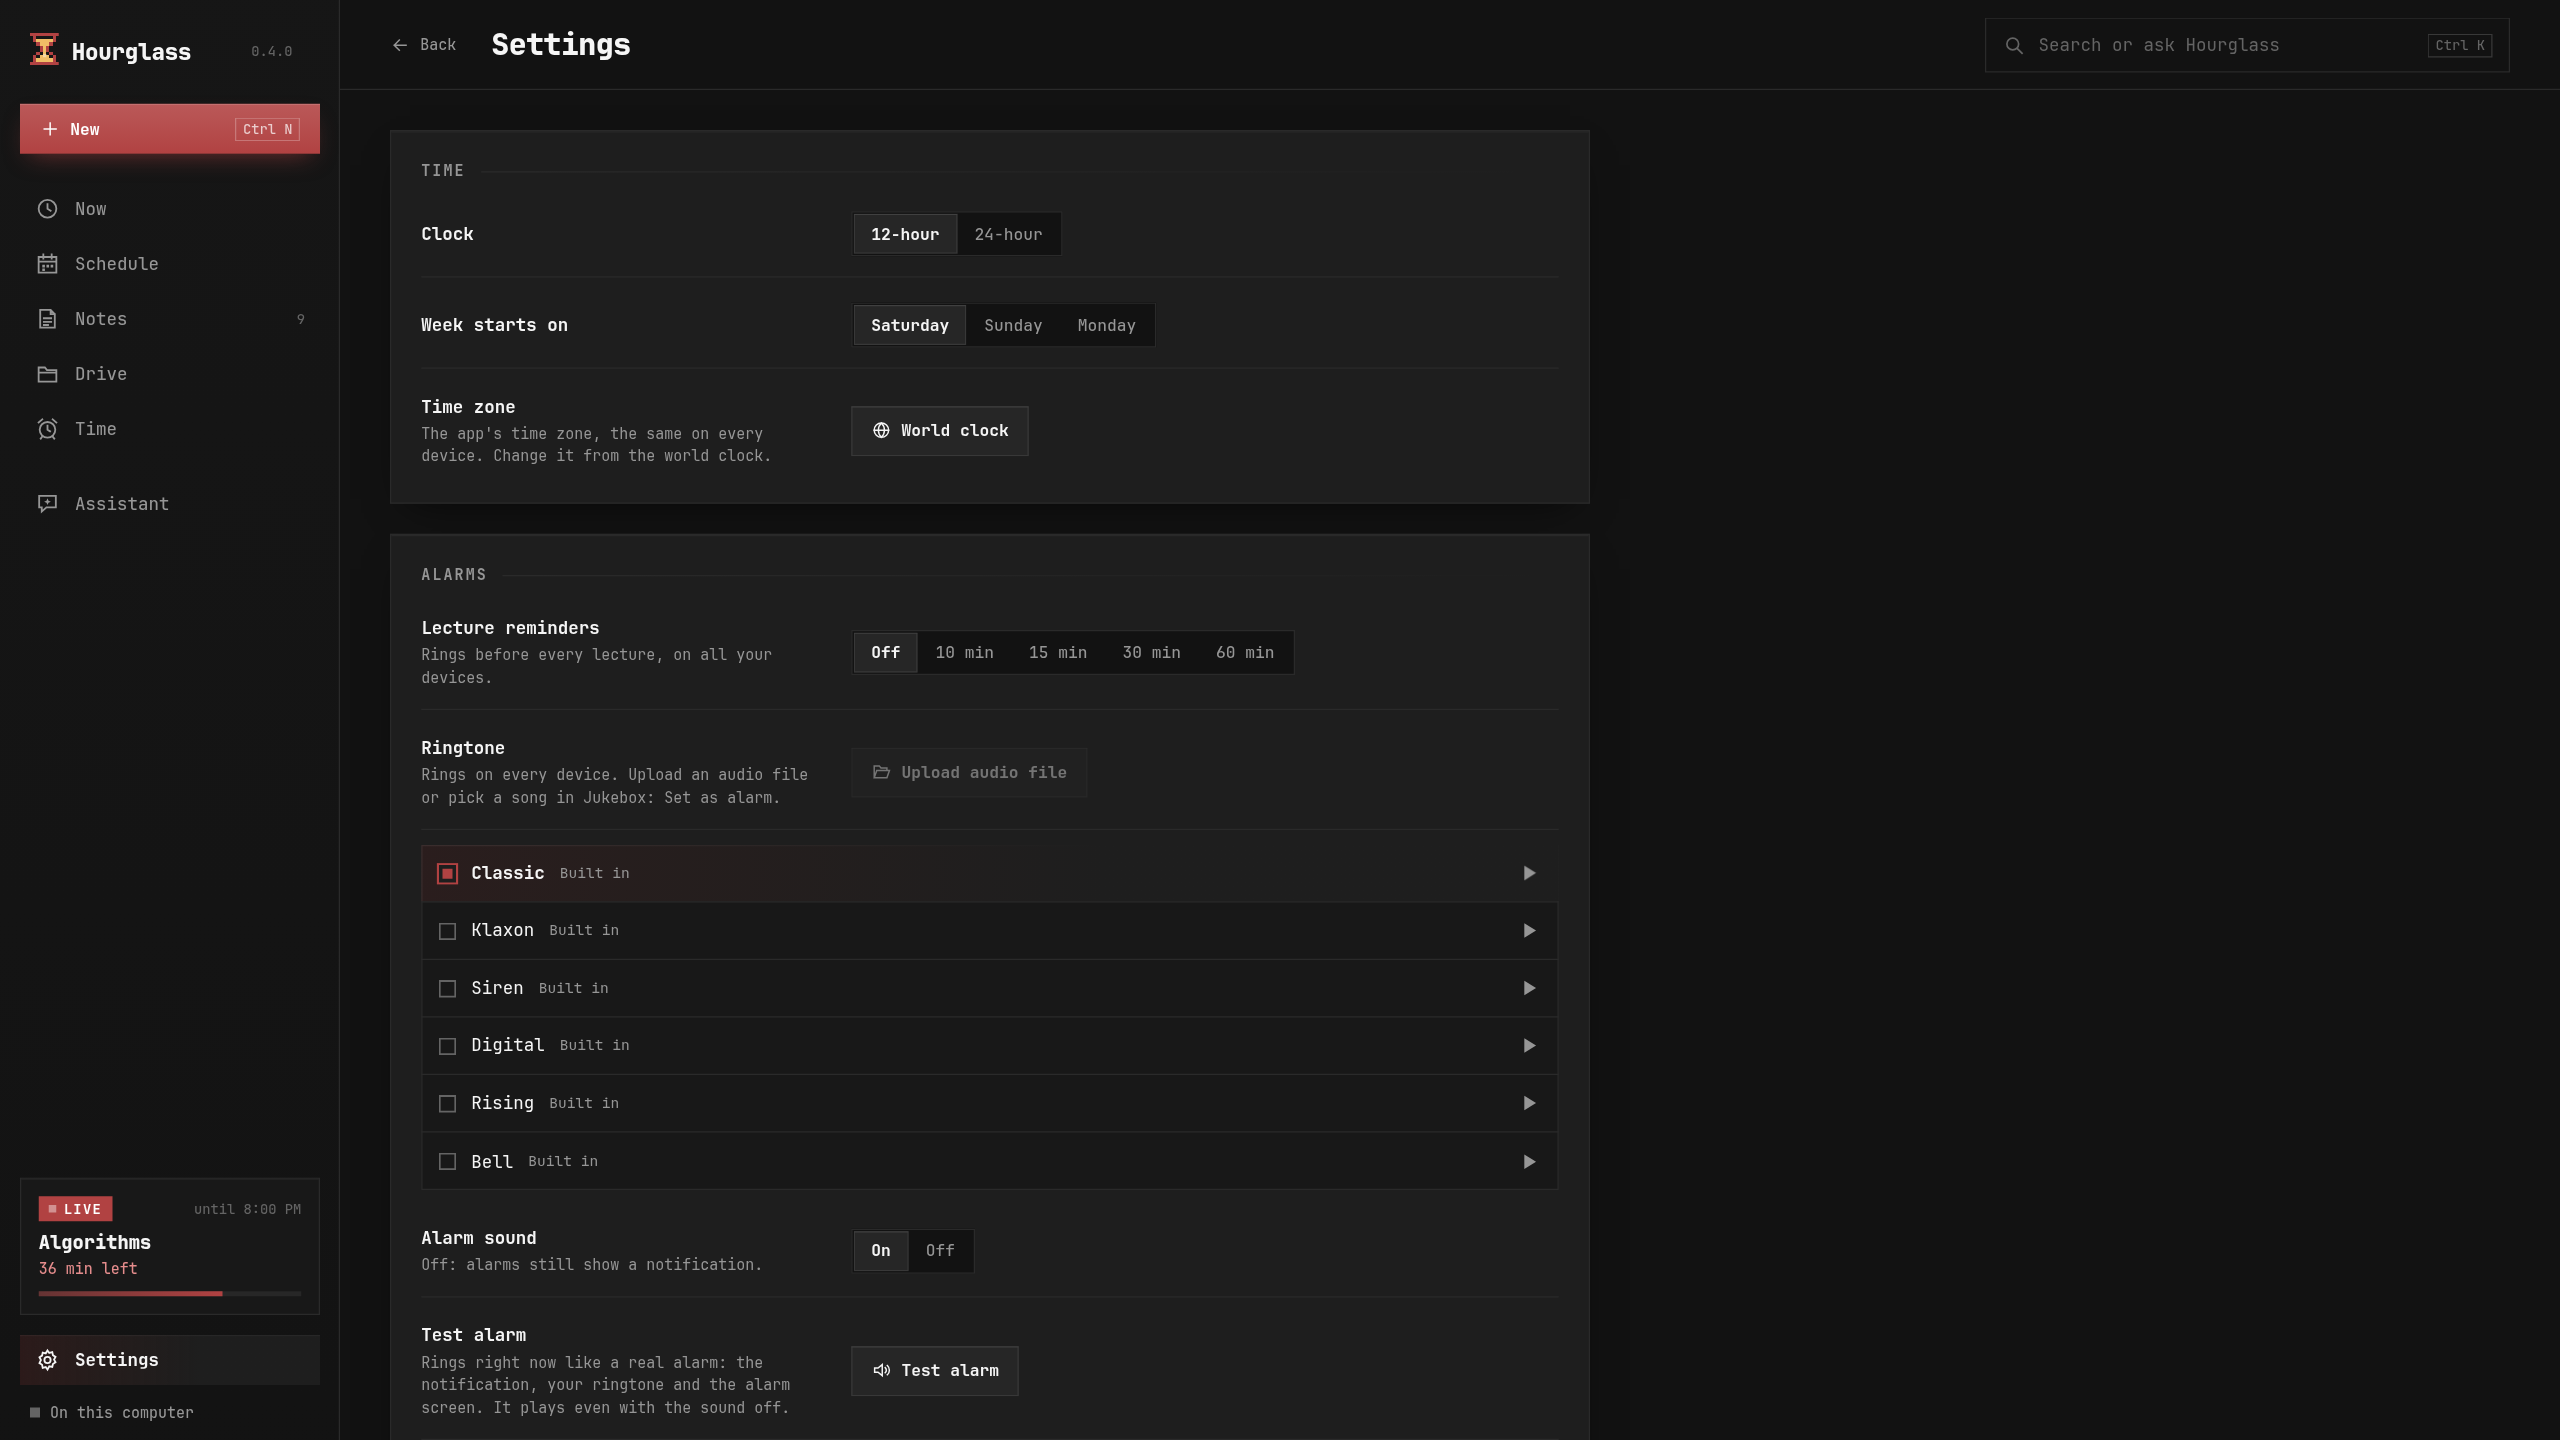 Hourglass 0.4.0
New Ctrl N
Now
Schedule
Notes 9
Drive
Time
Assistant
LIVE until 8:00 PM
Algorithms
36 min left
Settings
On this computer
Back Settings
Search or ask Hourglass Ctrl K
TIME
Clock 12-hour 24-hour
Week starts on Saturday Sunday Monday
Time zone
The app's time zone, the same on every
device. Change it from the world clock.
World clock
ALARMS
Lecture reminders
Rings before every lecture, on all your
devices.
Off 10 min 15 min 30 min 60 min
Ringtone
Rings on every device. Upload an audio file
or pick a song in Jukebox: Set as alarm.
Upload audio file
Classic Built in
Klaxon Built in
Siren Built in
Digital Built in
Rising Built in
Bell Built in
Alarm sound
Off: alarms still show a notification.
On Off
Test alarm
Rings right now like a real alarm: the
notification, your ringtone and the alarm
screen. It plays even with the sound off.
Test alarm